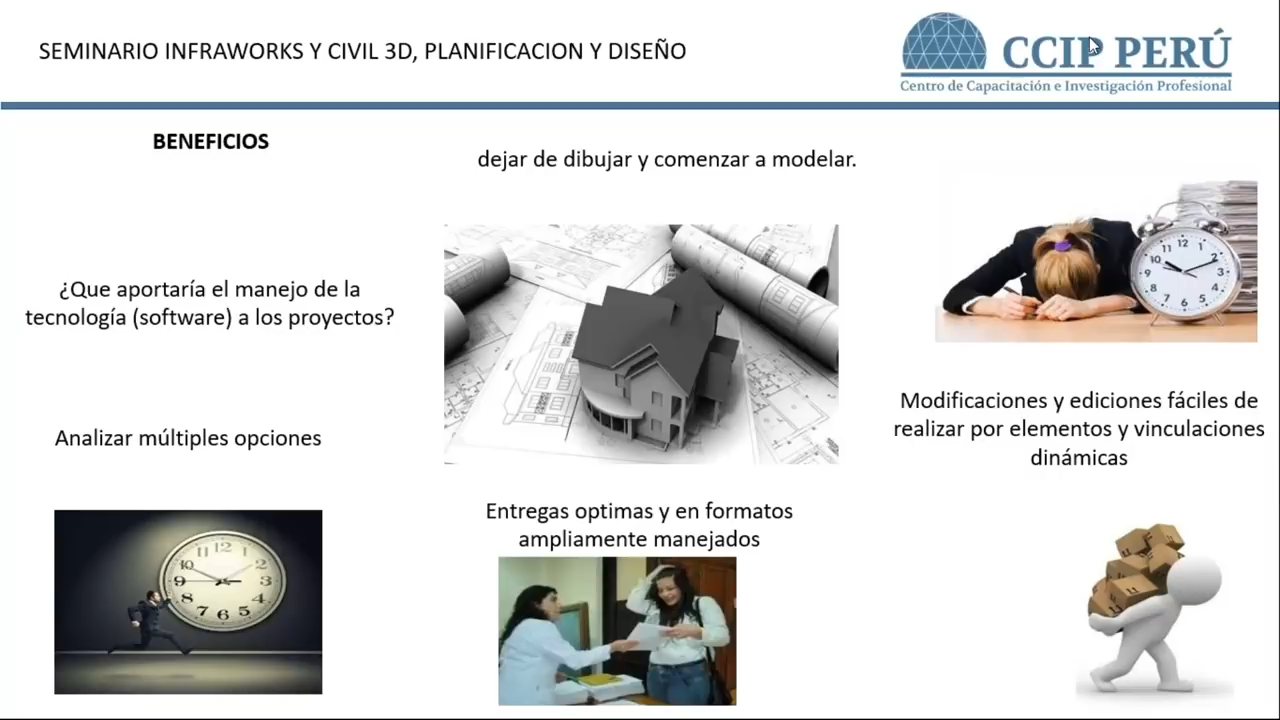 SEMINARIO INFRAWORKS Y CIVIL 3D, PLANIFICACION Y DISEÑO
CCIP PERÚ
Centro de Capacitación e Investigación Profesional
BENEFICIOS
dejar de dibujar y comenzar a modelar.
¿Que aportaría el manejo de la
tecnología (software) a los proyectos?
Analizar múltiples opciones
Modificaciones y ediciones fáciles de
realizar por elementos y vinculaciones
dinámicas
Entregas optimas y en formatos
ampliamente manejados